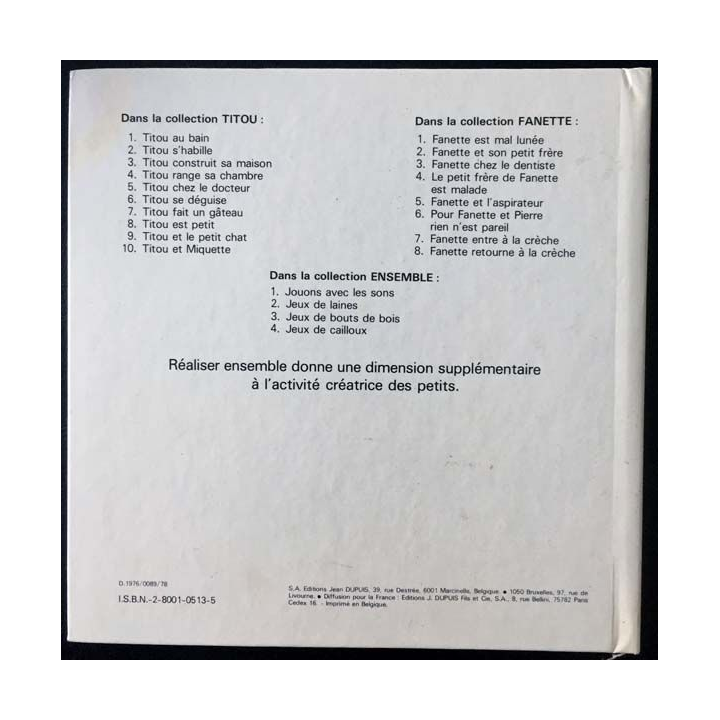 Dans la collection TITOU :
1. Titou au bain
2. Titou s'habille
3. Titou construit sa maison
4. Titou range sa chambre
5. Titou chez le docteur
6. Titou se déguise
7. Titou fait un gâteau
8. Titou est petit
9. Titou et le petit chat
10. Titou et Miquette
Dans la collection FANETTE :
1. Fanette est mal lunée
2. Fanette et son petit frère
3. Fanette chez le dentiste
4. Le petit frère de Fanette
est malade
5. Fanette et l'aspirateur
6. Pour Fanette et Pierre
rien n'est pareil
7. Fanette entre à la crèche
8. Fanette retourne à la crèche
Dans la collection ENSEMBLE :
1. Jouons avec les sons
2. Jeux de laines
3. Jeux de bouts de bois
4. Jeux de cailloux
Réaliser ensemble donne une dimension supplémentaire
à l'activité créatrice des petits.
D.1976/0089/78
I.S.B.N.-2-8001-0513-5
S.A. Editions Jean DUPUIS, 39, rue Destrée, 6001 Marcinelle, Belgique. • 1050 Bruxelles, 97, rue de
Livourne. • Diffusion pour la France : Editions J. DUPUIS Fils et Cie, S.A., 9, rue Bellini, 75782 Paris
Cedex 16. - Imprimé en Belgique.